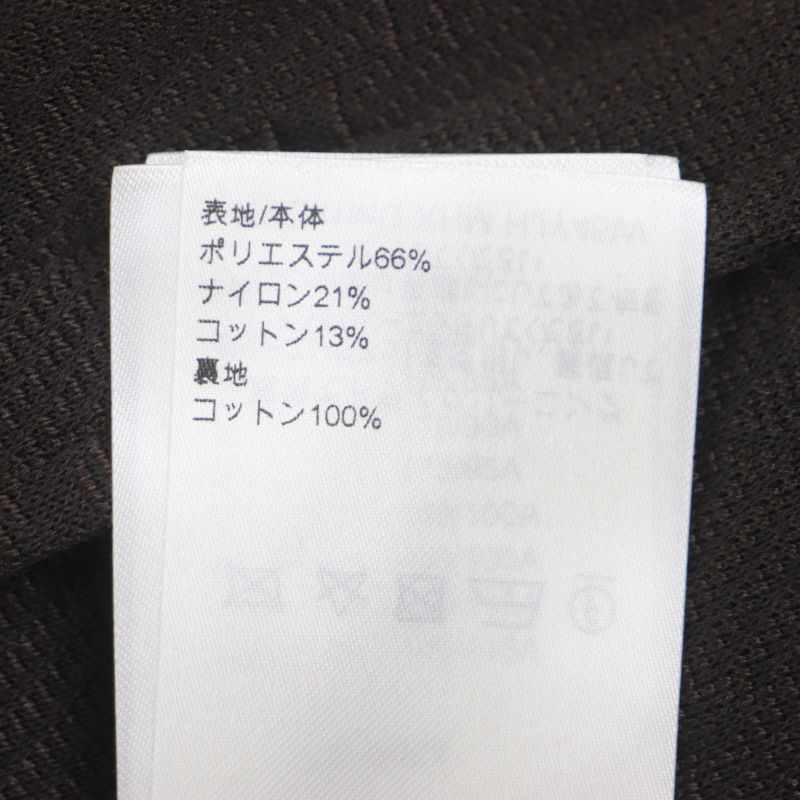 表地/本体
ポリエステル66%
ナイロン21%
コットン13%
裏地
コットン100%